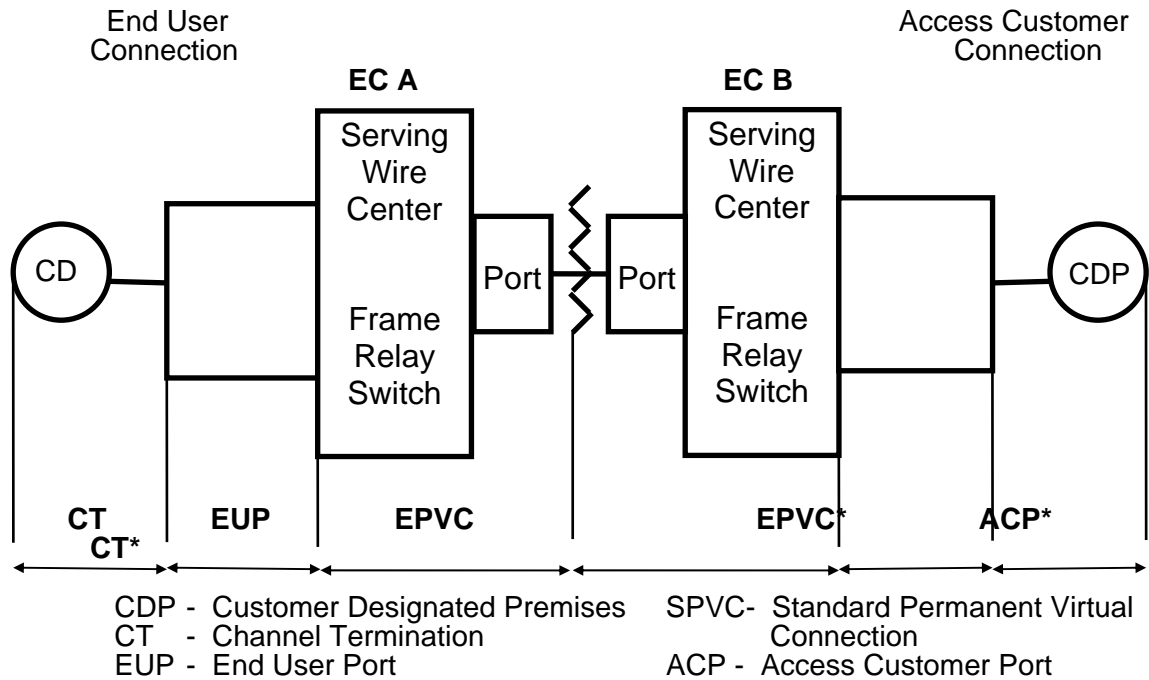 End User
Connection
Access Customer
Connection
EC A
EC B
Serving
Wire
Center
Frame
Relay
Switch
Serving
Wire
Center
Frame
Relay
Switch
CD
Port
Port
CDP
CT
EUP
EPVC
EPVC*
ACP*
CT*
CDP - Customer Designated Premises
CT - Channel Termination
EUP - End User Port
SPVC- Standard Permanent Virtual
Connection
ACP - Access Customer Port